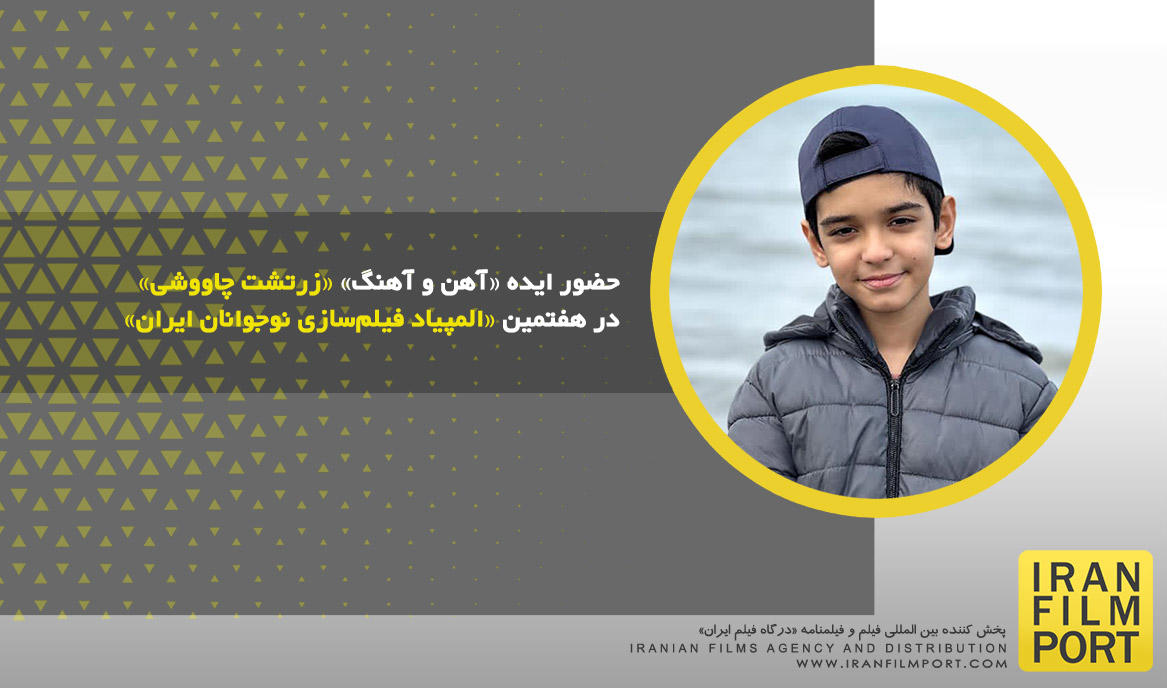 حضور ایده «آهن و آهنگ» «زرتشت چاووشی»
در هفتمین «المپیاد فیلم‌سازی نوجوانان ایران»
IRAN
FILM
PORT
پخش کننده بین المللی فیلم و فیلمنامه «درگاه فیلم ایران»
IRANIAN FILMS AGENCY AND DISTRIBUTION
WWW.IRANFILMPORT.COM